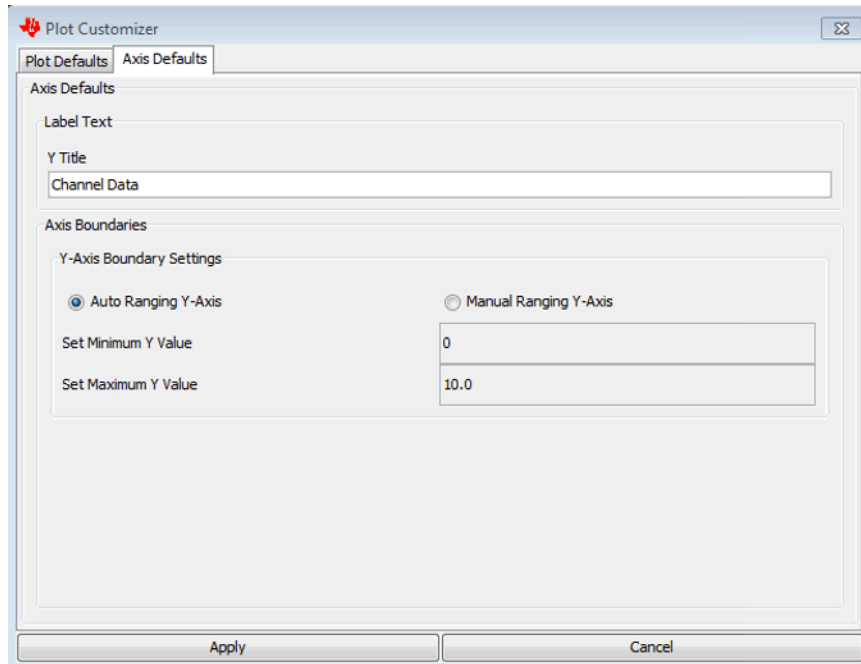 Plot Customizer
Plot Defaults Axis Defaults
Axis Defaults
Label Text
Y Title
Channel Data
Axis Boundaries
Y-Axis Boundary Settings
Auto Ranging Y-Axis Manual Ranging Y-Axis
Set Minimum Y Value 0
Set Maximum Y Value 10.0
Apply Cancel